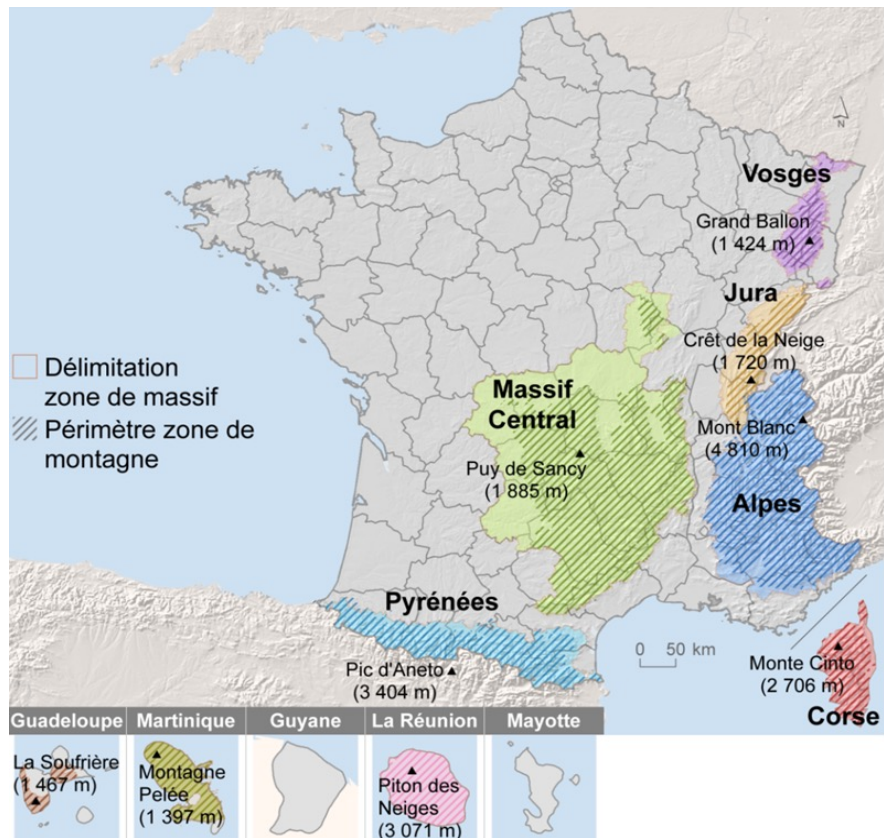 N
Vosges
Grand Ballon
(1 424 m)
Jura
Crêt de la Neige
(1 720 m)
Délimitation
zone de massif
Périmètre zone de
montagne
Massif
Central
Puy de Sancy
(1 885 m)
Mont Blanc
(4 810 m)
Alpes
Pyrénées
Pic d'Aneto
(3 404 m)
0 50 km
Monte Cinto
(2 706 m)
Corse
Guadeloupe
Martinique
Guyane
La Réunion
Mayotte
La Soufrière
(1 467 m)
Montagne
Pelée
(1 397 m)
Piton des
Neiges
(3 071 m)